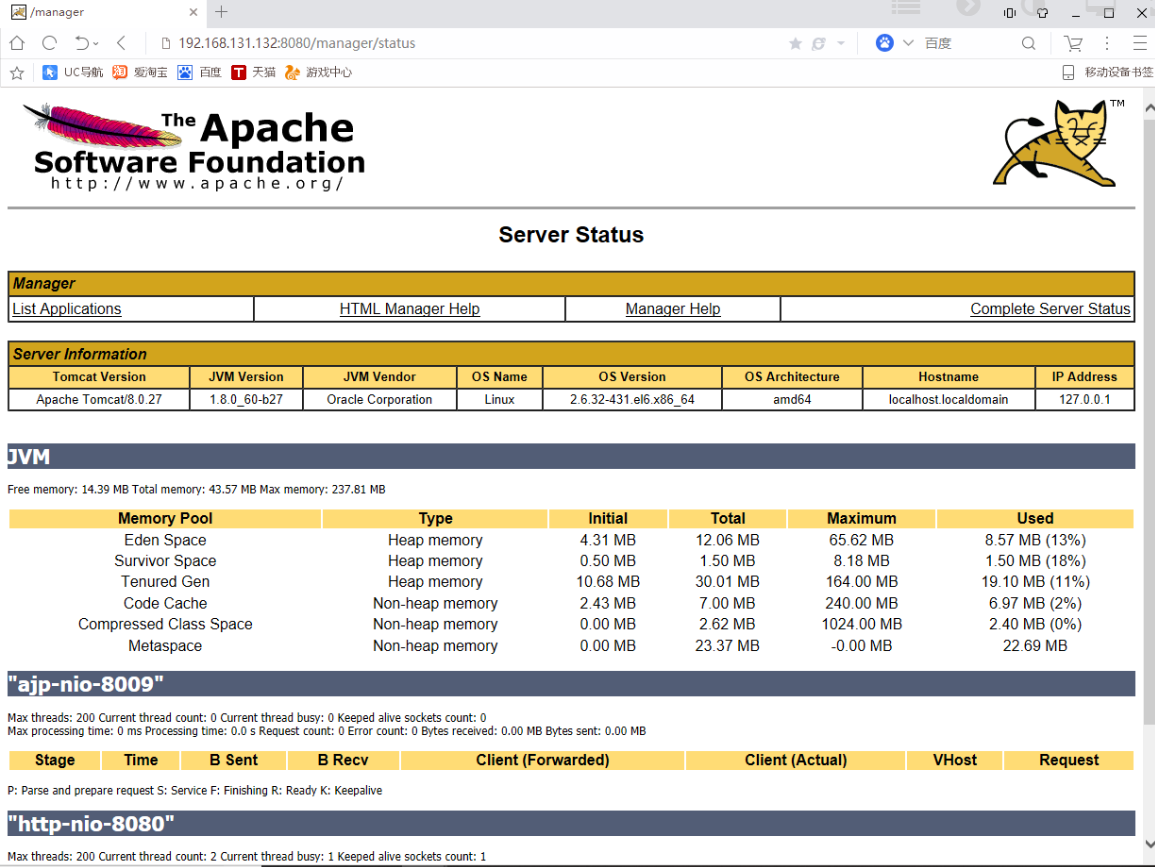 /manager
192.168.131.132:8080/manager/status
百度
UC导航 爱淘宝 百度 天猫 游戏中心 移动设备书签
The Apache
Software Foundation
http://www.apache.org/
TM
Server Status
Manager
List Applications HTML Manager Help Manager Help Complete Server Status
Server Information
Tomcat Version JVM Version JVM Vendor OS Name OS Version OS Architecture Hostname IP Address
Apache Tomcat/8.0.27 1.8.0_60-b27 Oracle Corporation Linux 2.6.32-431.el6.x86_64 amd64 localhost.localdomain 127.0.0.1
JVM
Free memory: 14.39 MB Total memory: 43.57 MB Max memory: 237.81 MB
Memory Pool Type Initial Total Maximum Used
Eden Space Heap memory 4.31 MB 12.06 MB 65.62 MB 8.57 MB (13%)
Survivor Space Heap memory 0.50 MB 1.50 MB 8.18 MB 1.50 MB (18%)
Tenured Gen Heap memory 10.68 MB 30.01 MB 164.00 MB 19.10 MB (11%)
Code Cache Non-heap memory 2.43 MB 7.00 MB 240.00 MB 6.97 MB (2%)
Compressed Class Space Non-heap memory 0.00 MB 2.62 MB 1024.00 MB 2.40 MB (0%)
Metaspace Non-heap memory 0.00 MB 23.37 MB -0.00 MB 22.69 MB
"ajp-nio-8009"
Max threads: 200 Current thread count: 0 Current thread busy: 0 Keeped alive sockets count: 0
Max processing time: 0 ms Processing time: 0.0 s Request count: 0 Error count: 0 Bytes received: 0.00 MB Bytes sent: 0.00 MB
Stage Time B Sent B Recv Client (Forwarded) Client (Actual) VHost Request
P: Parse and prepare request S: Service F: Finishing R: Ready K: Keepalive
"http-nio-8080"
Max threads: 200 Current thread count: 2 Current thread busy: 1 Keeped alive sockets count: 1